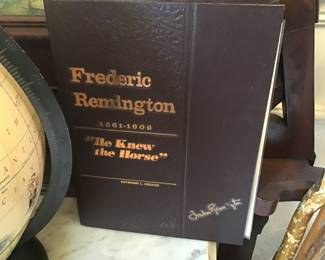 Frederic
Remington
1861-1909
"He Knew
the Horse"